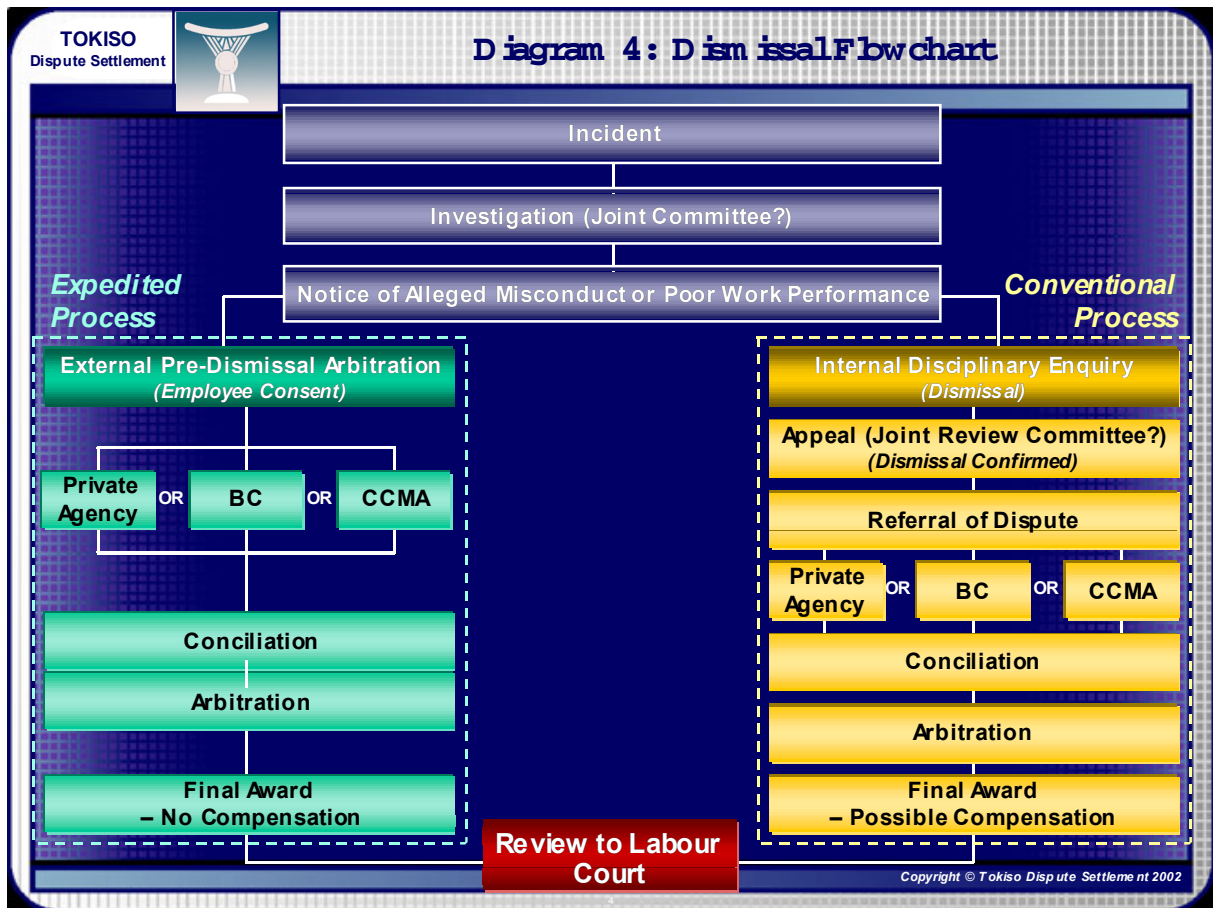 TOKISO
Dispute Settlement
Diagram 4: Dismissal Flowchart
Incident
Investigation (Joint Committee?)
Notice of Alleged Misconduct or Poor Work Performance
Expedited
Process
External Pre-Dismissal Arbitration
(Employee Consent)
Private
Agency
OR
BC
OR
CCMA
Conciliation
Arbitration
Final Award
– No Compensation
Conventional
Process
Internal Disciplinary Enquiry
(Dismissal)
Appeal (Joint Review Committee?)
(Dismissal Confirmed)
Referral of Dispute
Private
Agency
OR
BC
OR
CCMA
Conciliation
Arbitration
Final Award
– Possible Compensation
Review to Labour
Court
Copyright © Tokiso Dispute Settlement 2002
4